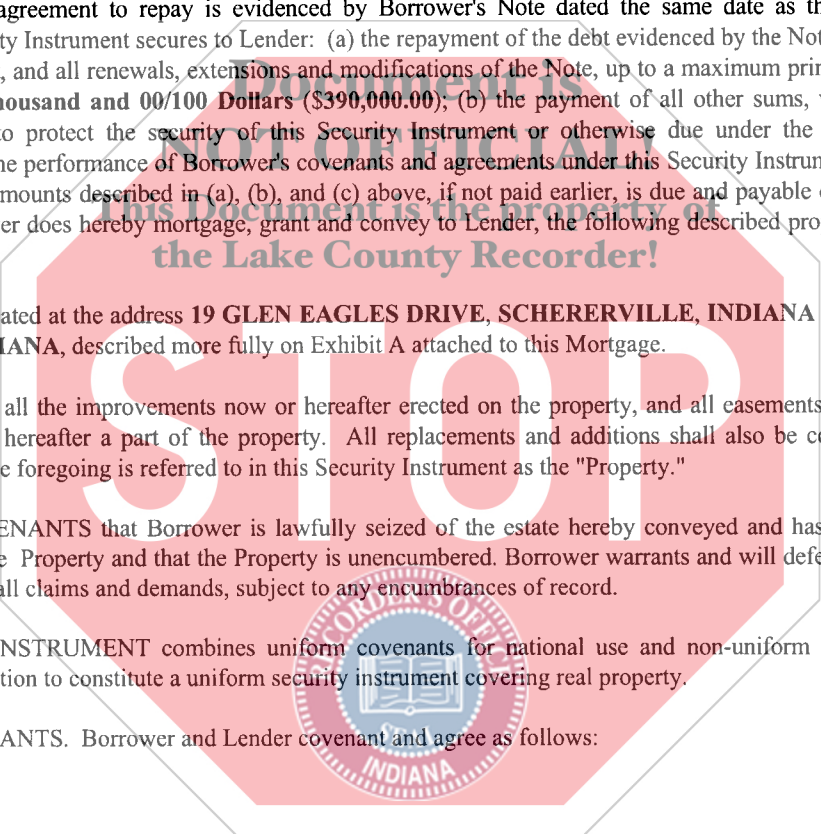 agreement to repay is evidenced by Borrower's Note dated the same date as th
ty Instrument secures to Lender: (a) the repayment of the debt evidenced by the Not
, and all renewals, extensions and modifications of the Note, up to a maximum prin
Document is
housand and 00/100 Dollars ($390,000.00); (b) the payment of all other sums,
to protect the security of this Security Instrument or otherwise due under the
NOT OFFICIAL!
he performance of Borrower's covenants and agreements under this Security Instrum
mounts described in (a), (b), and (c) above, if not paid earlier, is due and payable
This Document is the property of
er does hereby mortgage, grant and convey to Lender, the following described pro
the Lake County Recorder!
ated at the address 19 GLEN EAGLES DRIVE, SCHERERVILLE, INDIANA
IANA, described more fully on Exhibit A attached to this Mortgage.
STOP
all the improvements now or hereafter erected on the property, and all easements
hereafter a part of the property. All replacements and additions shall also be co
e foregoing is referred to in this Security Instrument as the "Property."
ENANTS that Borrower is lawfully seized of the estate hereby conveyed and has
e Property and that the Property is unencumbered. Borrower warrants and will defe
all claims and demands, subject to any encumbrances of record.
RECORDER'S OFFICE
NSTRUMENT combines uniform covenants for national use and non-uniform
tion to constitute a uniform security instrument covering real property.
SEAL
ANTS. Borrower and Lender covenant and agree as follows:
INDIANA